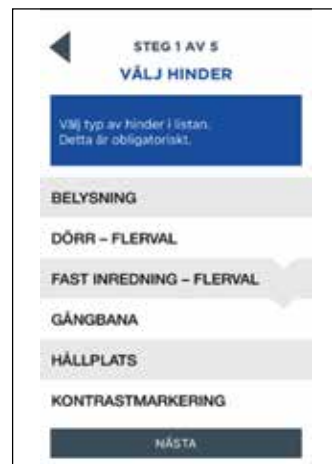 STEG 1 AV 5
VÄLJ HINDER
Välj typ av hinder i listan.
Detta är obligatoriskt.
BELYSNING
DÖRR – FLERVAL
FAST INREDNING – FLERVAL
GÅNGBANA
HÅLLPLATS
KONTRASTMARKERING
NÄSTA